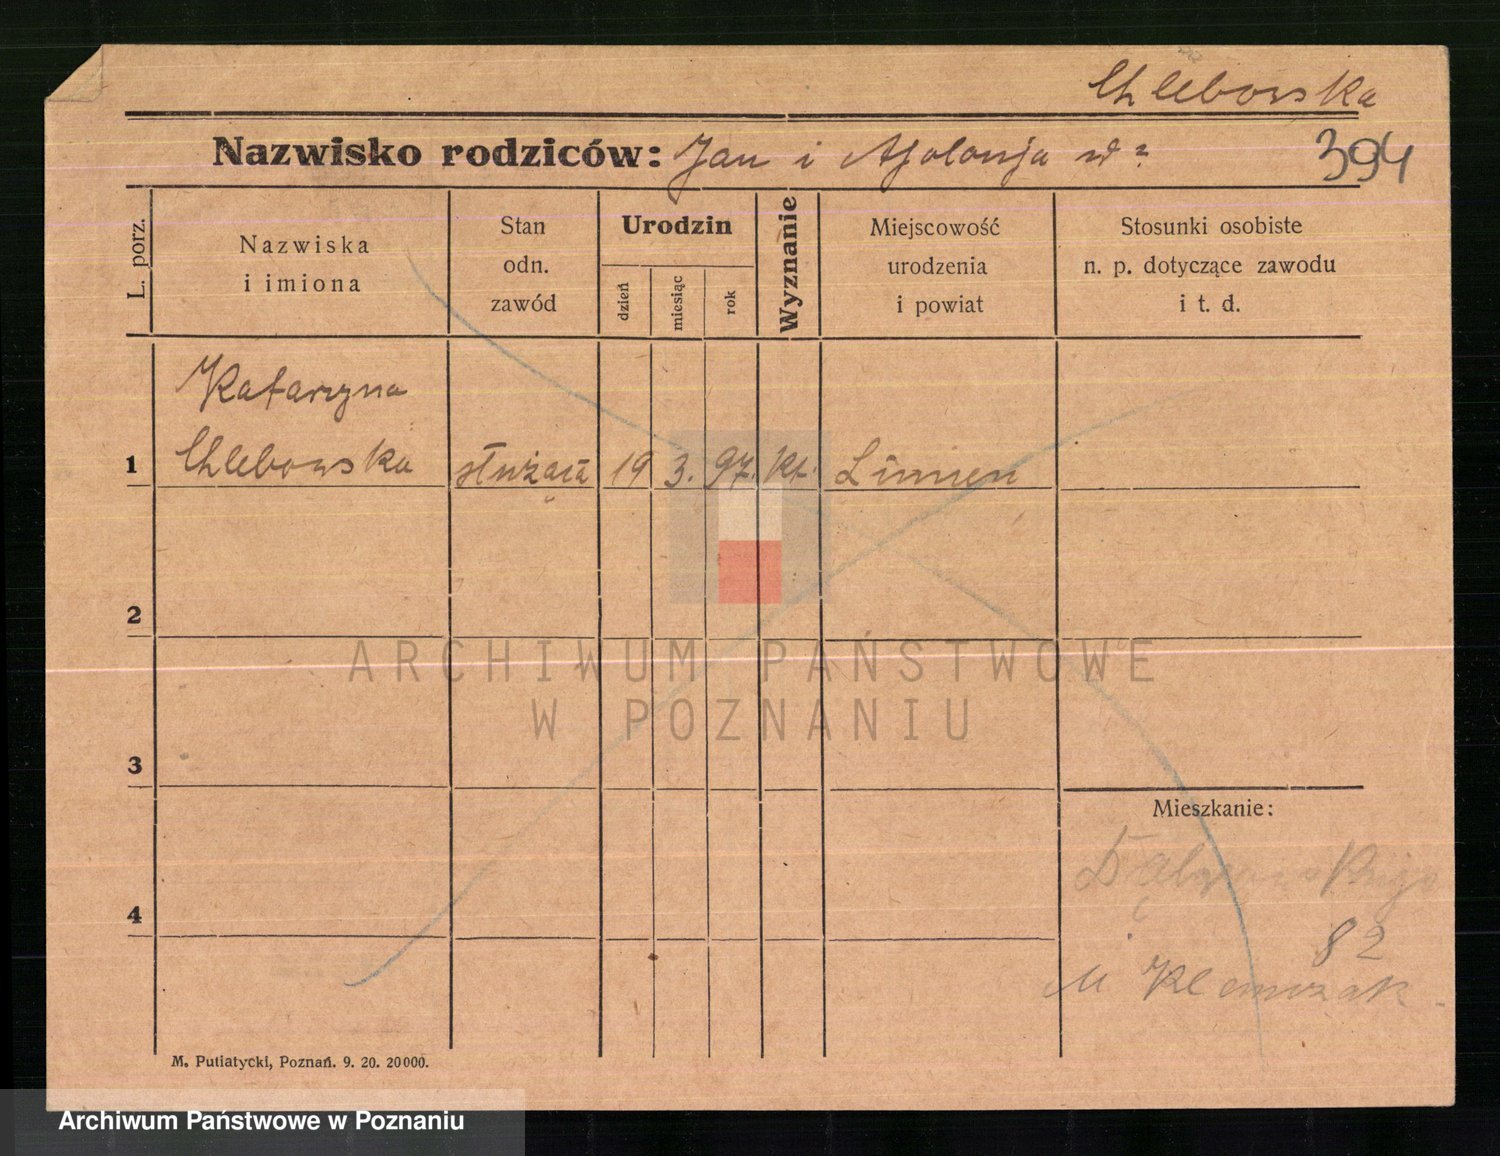 Chlebowska
Nazwisko rodziców: Jan i Apolonja
394
L. porz.
Nazwiska
i imiona
Stan
odn.
zawód
Urodzin
dzień
miesiąc
rok
Wyznanie
Miejscowość
urodzenia
i powiat
Stosunki osobiste
n. p. dotyczące zawodu
i t. d.
Katarzyna
1 Chlebowska służąca 19 3. 97. kt.
2
3
Mieszkanie:
4
82
Klemczak
M. Putiatycki, Poznań. 9. 20. 20000.
ARCHIWUM PAŃSTWOWE
W POZNANIU
Archiwum Państwowe w Poznaniu